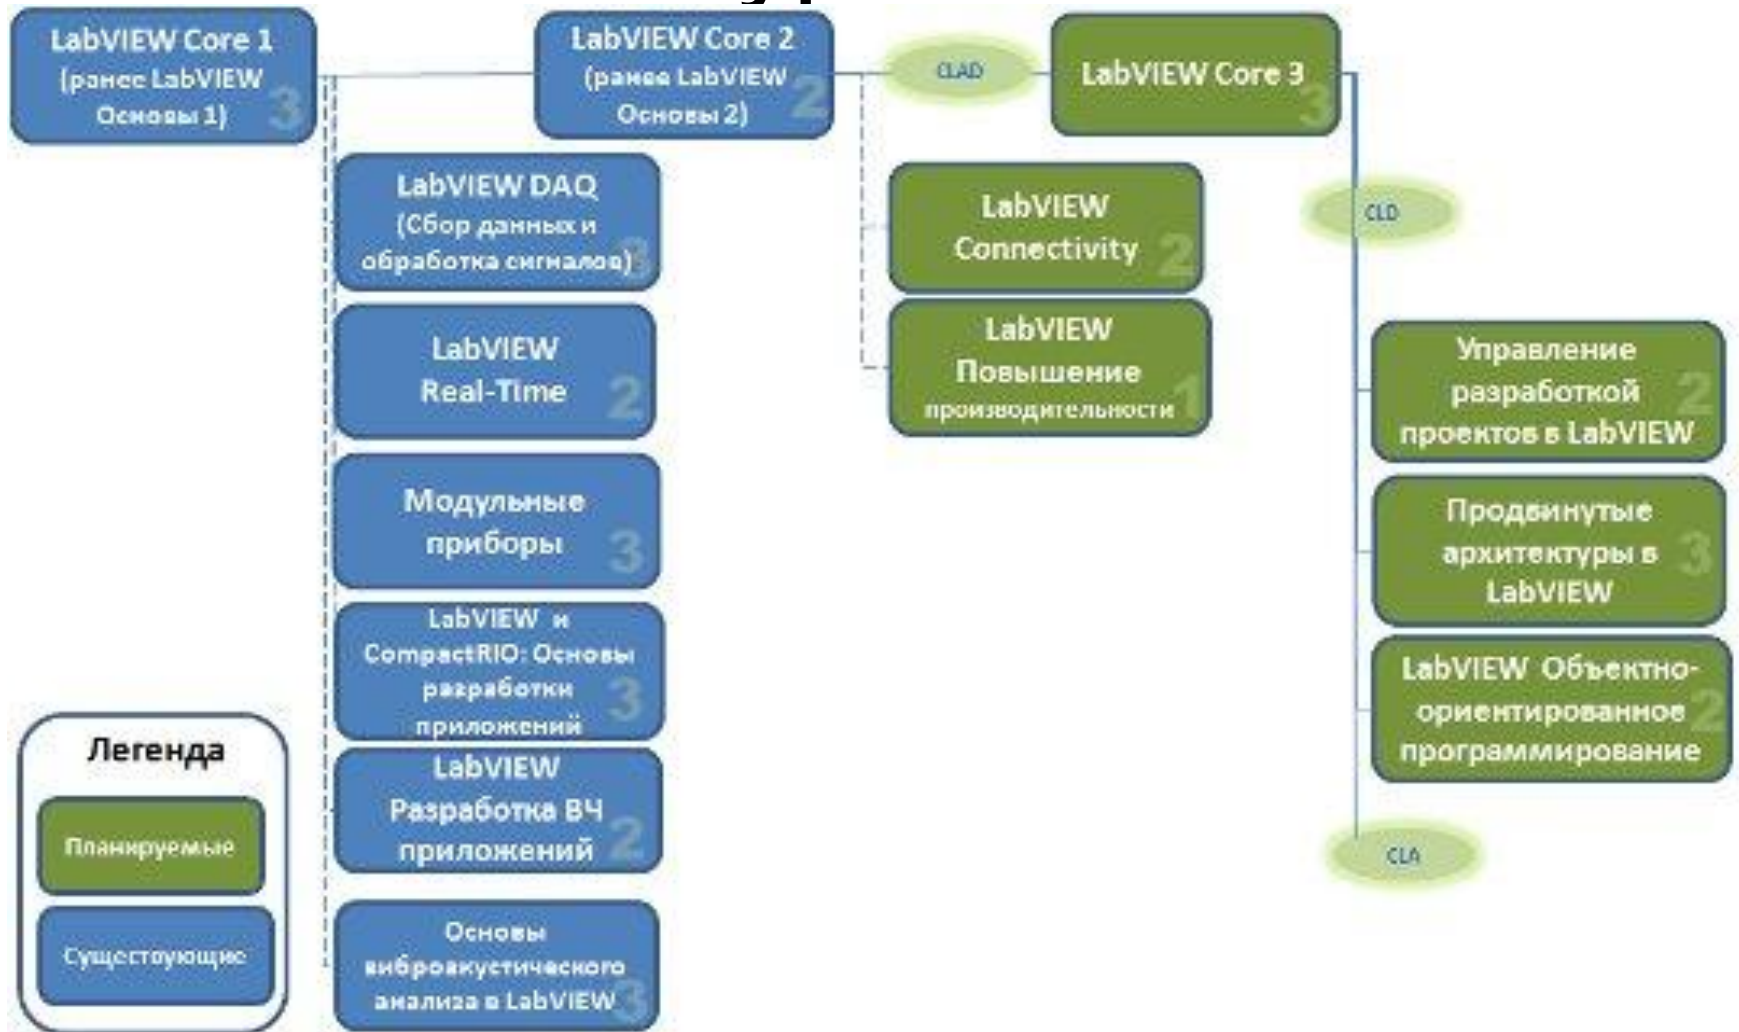 LabVIEW Core 1
(ранее LabVIEW
Основы 1)
3
LabVIEW Core 2
(ранее LabVIEW
Основы 2)
2
CLAD
LabVIEW Core 3
3
LabVIEW DAQ
(Сбор данных и
обработка сигналов)
3
LabVIEW
Real-Time
2
Модульные
приборы
3
LabVIEW и
CompactRIO: Основы
разработки
приложений
3
LabVIEW
Разработка ВЧ
приложений
2
Основы
виброакустического
анализа в LabVIEW
3
LabVIEW
Connectivity
2
LabVIEW
Повышение
производительности
1
CLD
Управление
разработкой
проектов в LabVIEW
2
Продвинутые
архитектуры в
LabVIEW
3
LabVIEW Объектно-
ориентированное
программирование
2
CLA
Легенда
Планируемые
Существующие